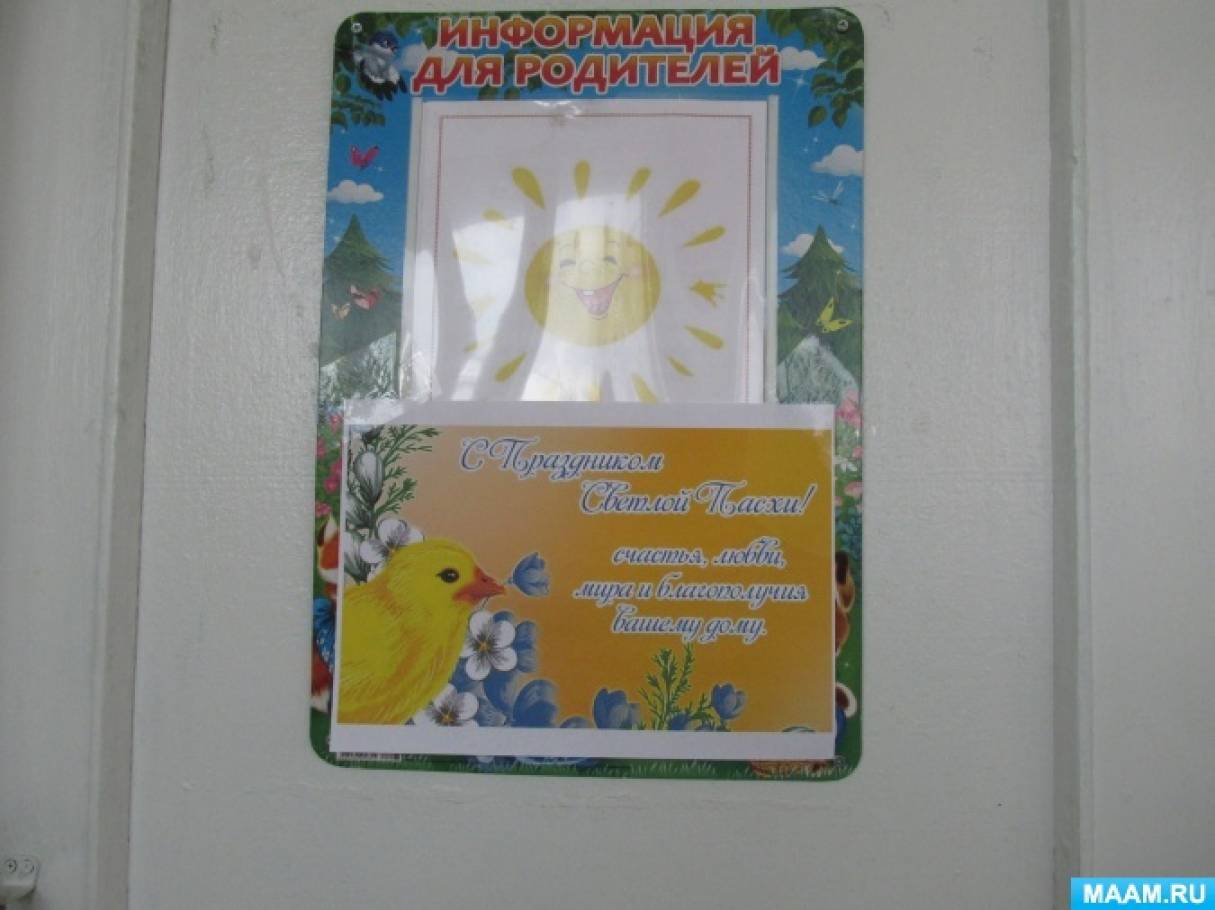 ИНФОРМАЦИЯ
ДЛЯ РОДИТЕЛЕЙ
С Праздником
Светлой Пасхи!
счастья, любви,
мира и благополучия
вашему дому.
MAAM.RU